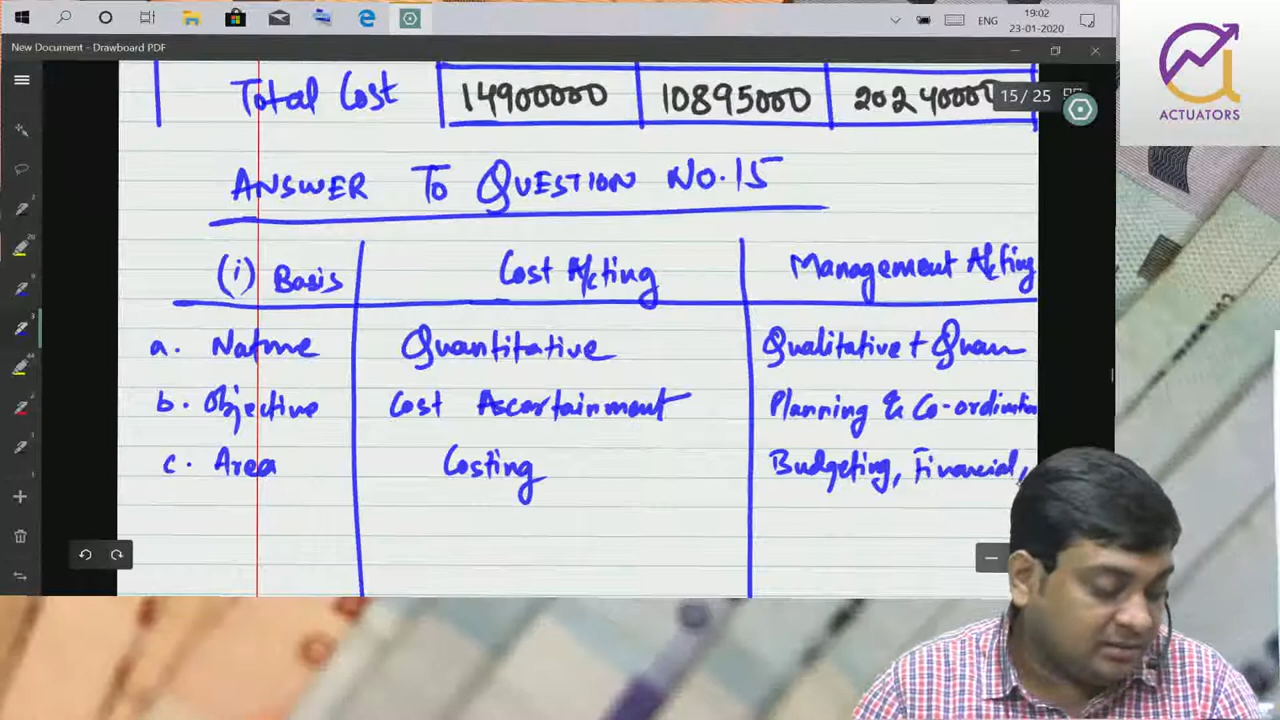 19:02
ENG
23-01-2020
New Document - Drawboard PDF
Total Cost 14900000 10895000 20240000
15 / 25
ACTUATORS
ANSWER TO QUESTION NO.15
(i) Basis Cost A/cting Management A/cting
a. Nature Quantitative Qualitative + Quan
b. Objective Cost Ascertainment Planning & Co-ordination
c. Area Costing Budgeting, Financial,